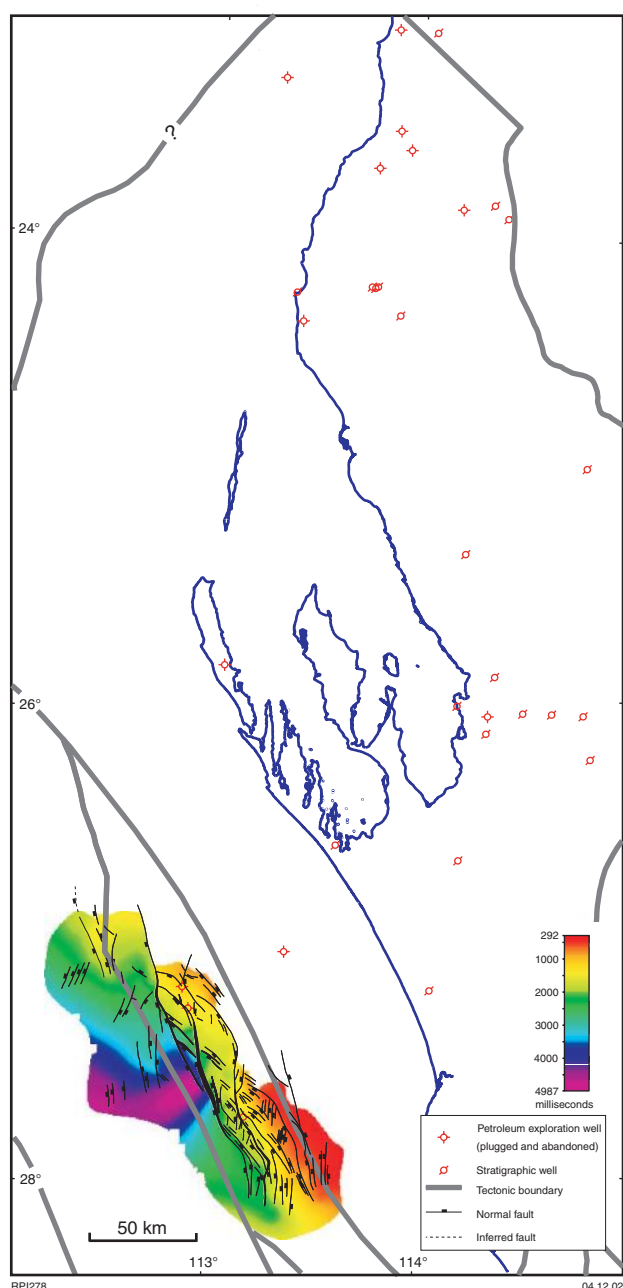 ?
24°
26°
292
1000
2000
3000
4000
4987
milliseconds
Petroleum exploration well
(plugged and abandoned)
Stratigraphic well
Tectonic boundary
Normal fault
Inferred fault
28°
50 km
113°
114°
RPI278
04.12.02